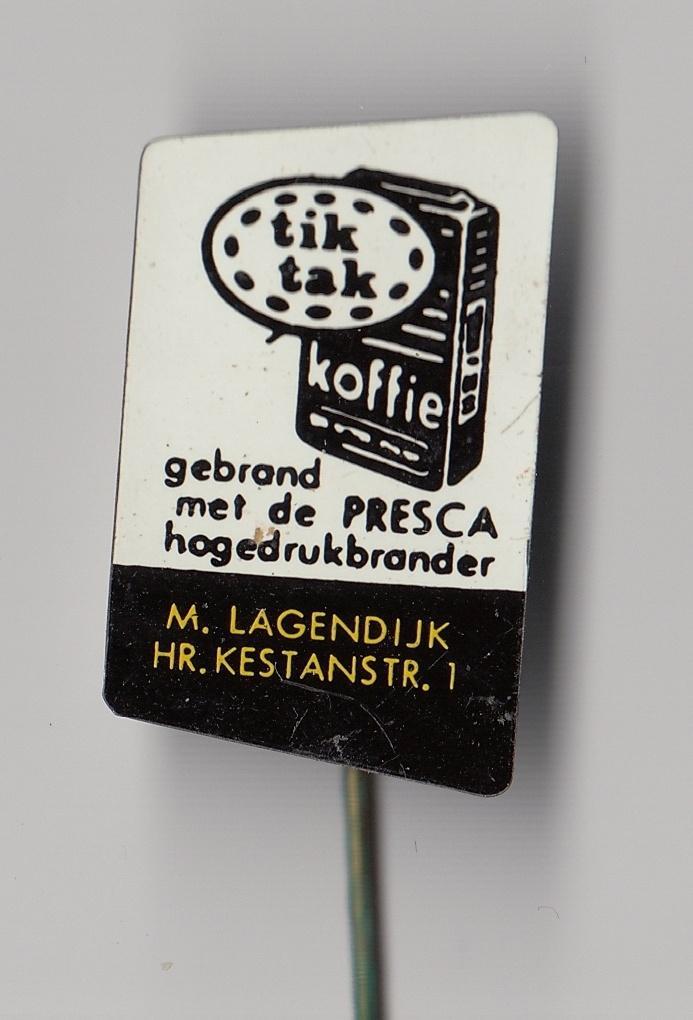 tik
tak
koffie
gebrand
met de PRESCA
hogedrukbrander
M. LAGENDIJK
HR. KESTANSTR. 1